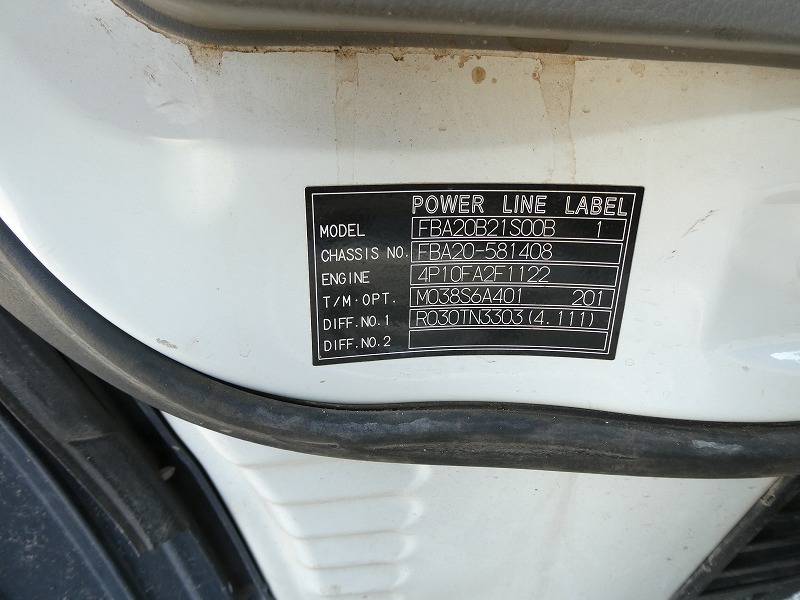 POWER LINE LABEL
MODEL FBA20B21S00B 1
CHASSIS NO. FBA20-581408
ENGINE 4P10FA2F1122
T/M·OPT. M038S6A401 201
DIFF.NO.1 R030TN3303(4.111)
DIFF.NO.2